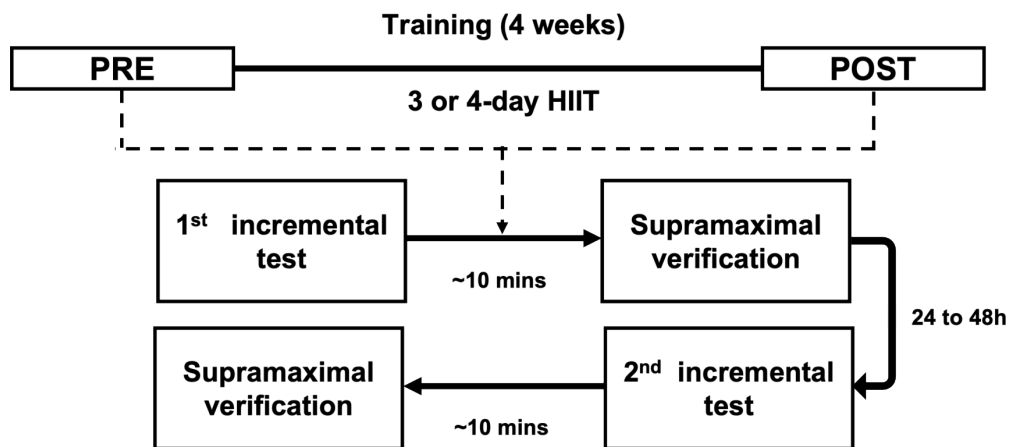 Training (4 weeks)
PRE
POST
3 or 4-day HIIT
1st incremental
test
~10 mins
Supramaximal
verification
24 to 48h
2nd incremental
test
~10 mins
Supramaximal
verification